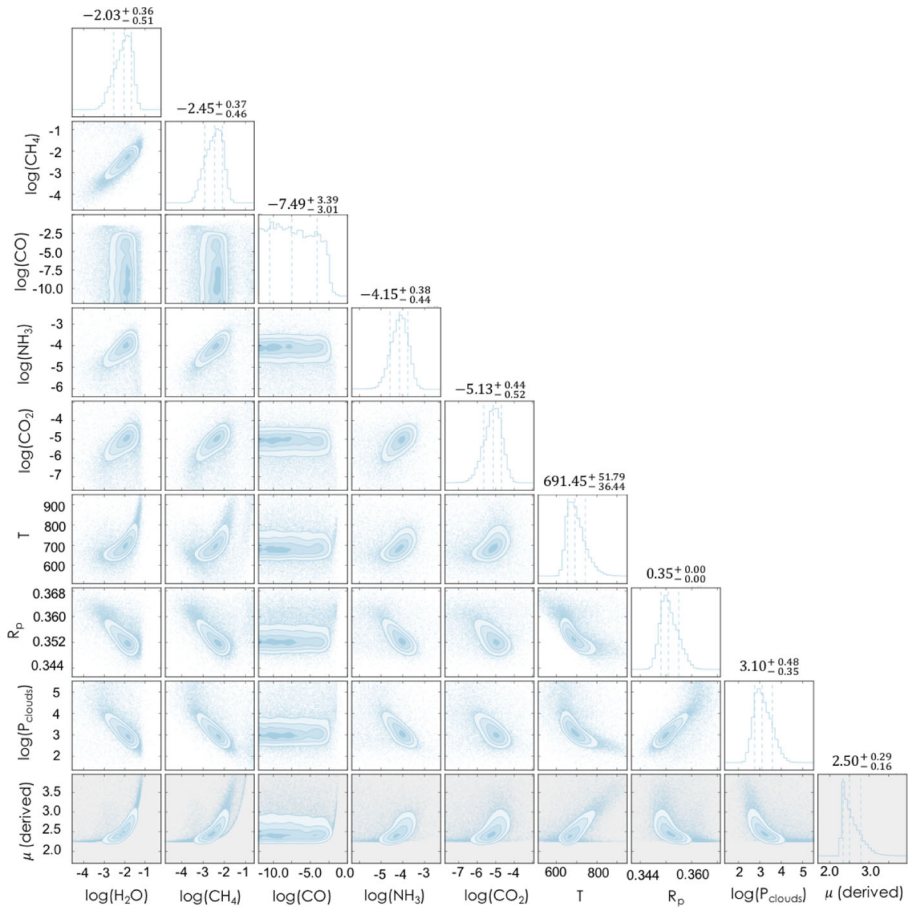 −2.03 +0.36 −0.51
−2.45 +0.37 −0.46
log(CH₄) -1 -2 -3 -4
−7.49 +3.39 −3.01
log(CO) -2.5 -5.0 -7.5 -10.0
−4.15 +0.38 −0.44
log(NH₃) -3 -4 -5 -6
−5.13 +0.44 −0.52
log(CO₂) -4 -5 -6 -7
691.45 +51.79 −36.44
T 900 800 700 600
0.35 +0.00 −0.00
Rₚ 0.368 0.360 0.352 0.344
3.10 +0.48 −0.35
log(P_clouds) 5 4 3 2
2.50 +0.29 −0.16
μ (derived) 3.5 3.0 2.5 2.0
-4 -3 -2 -1 -4 -3 -2 -1 -10.0 -5.0 0.0 -5 -4 -3 -7 -6 -5 -4 600 800 0.344 0.360 2 3 4 5 2.0 3.0
log(H₂O) log(CH₄) log(CO) log(NH₃) log(CO₂) T Rₚ log(P_clouds) μ (derived)